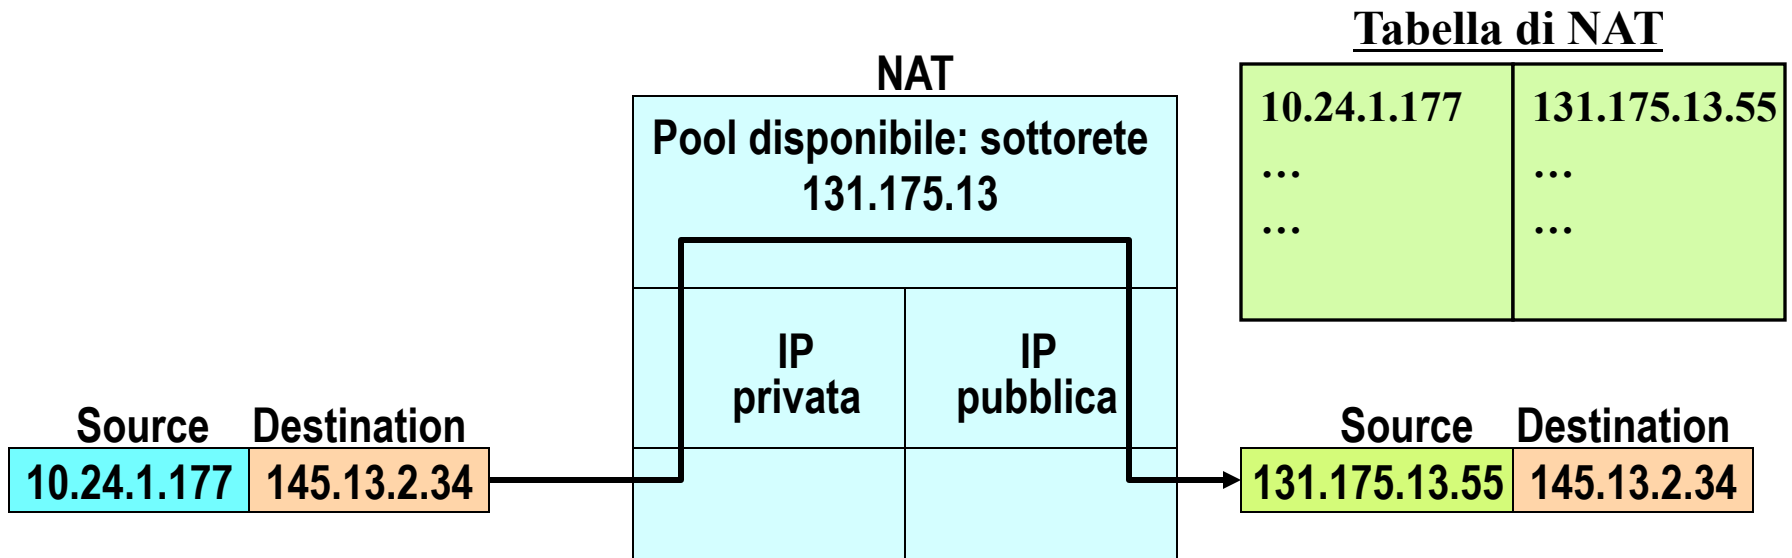 Tabella di NAT
10.24.1.177 131.175.13.55
... ...
... ...
NAT
Pool disponibile: sottorete
131.175.13
IP
privata
IP
pubblica
Source Destination
10.24.1.177 145.13.2.34
Source Destination
131.175.13.55 145.13.2.34